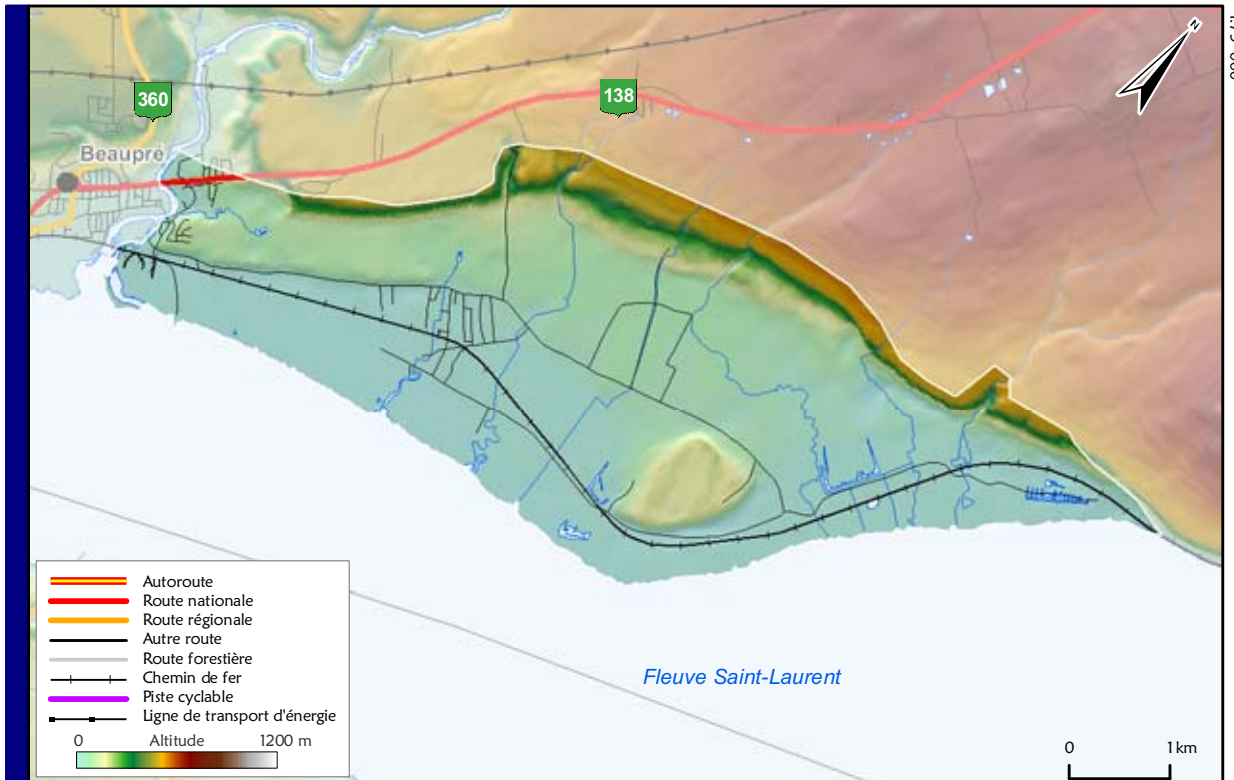 360
138
N
Beaupré
Autoroute
Route nationale
Route régionale
Autre route
Route forestière
Chemin de fer
Piste cyclable
Ligne de transport d'énergie
0 Altitude 1200 m
Fleuve Saint-Laurent
0 1 km